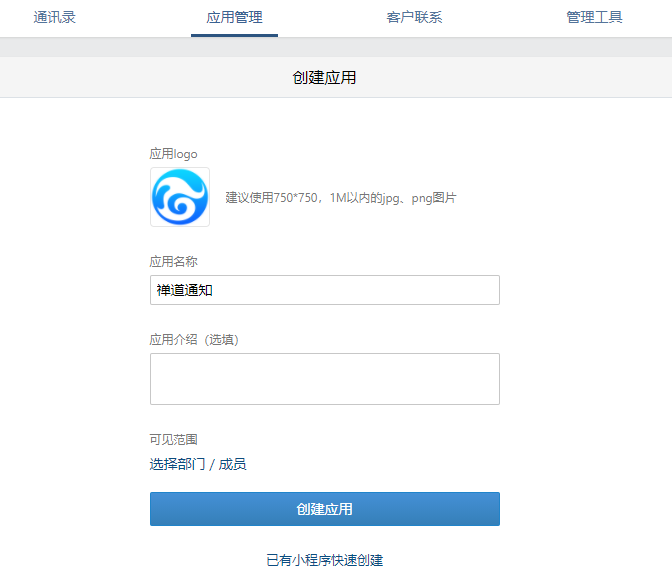 通讯录 应用管理 客户联系 管理工具
创建应用
应用logo
建议使用750*750，1M以内的jpg、png图片
应用名称
禅道通知
应用介绍（选填）
可见范围
选择部门 / 成员
创建应用
已有小程序快速创建